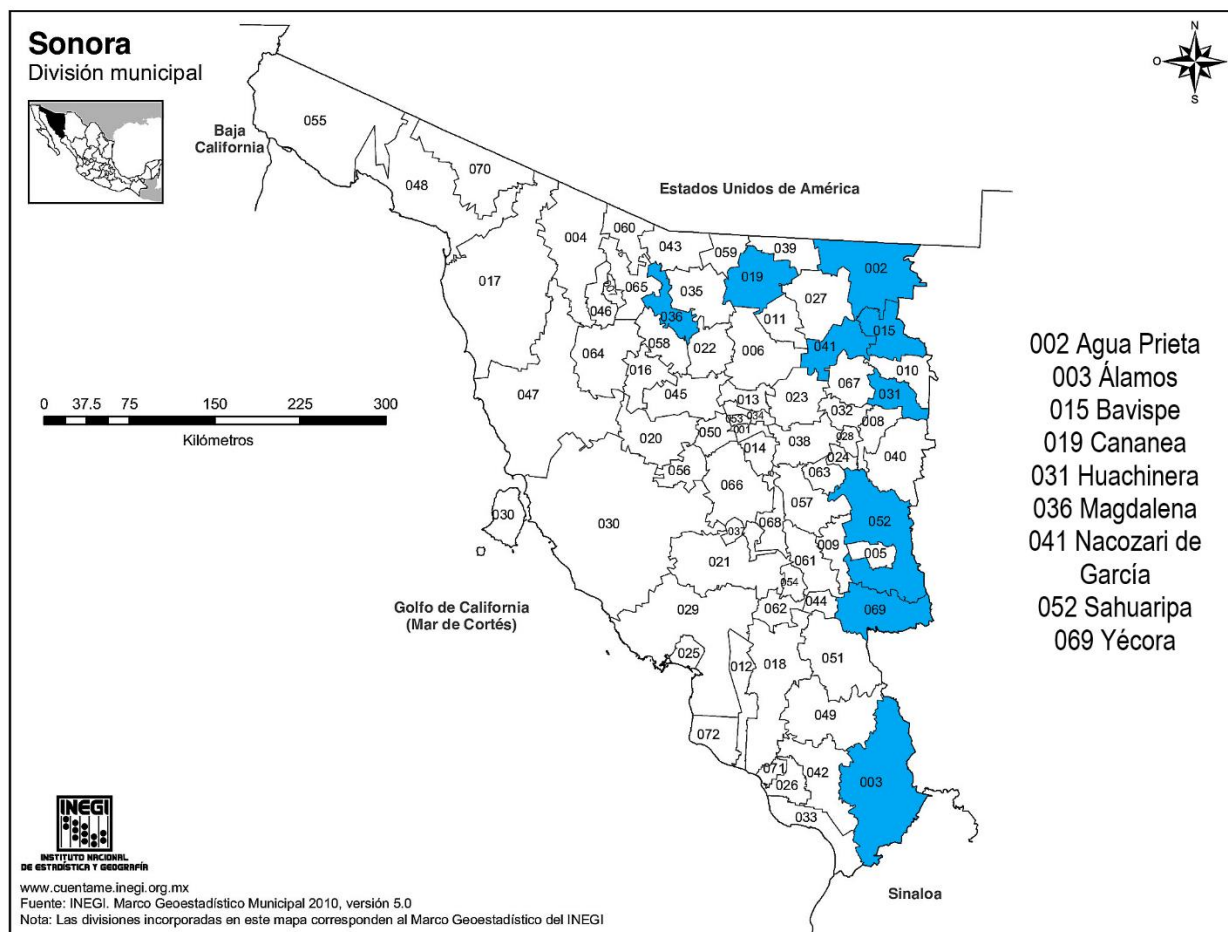 Sonora
División municipal
N
O
E
S
Baja
California
Estados Unidos de América
055
070
048
060
004
043
059
039
002
017
065
035
019
027
046
036
011
015
064
058
022
006
041
010
016
067
031
047
045
013
023
053
034
001
032
008
020
050
014
038
028
024
040
056
063
066
057
052
030
030
037
068
009
005
021
061
054
029
062
044
069
025
012
018
051
049
072
071
042
026
003
033
0 37.5 75 150 225 300
Kilómetros
Golfo de California
(Mar de Cortés)
Sinaloa
002 Agua Prieta
003 Álamos
015 Bavispe
019 Cananea
031 Huachinera
036 Magdalena
041 Nacozari de
García
052 Sahuaripa
069 Yécora
INEGI
INSTITUTO NACIONAL
DE ESTADÍSTICA Y GEOGRAFÍA
www.cuentame.inegi.org.mx
Fuente: INEGI. Marco Geoestadístico Municipal 2010, versión 5.0
Nota: Las divisiones incorporadas en este mapa corresponden al Marco Geoestadístico del INEGI